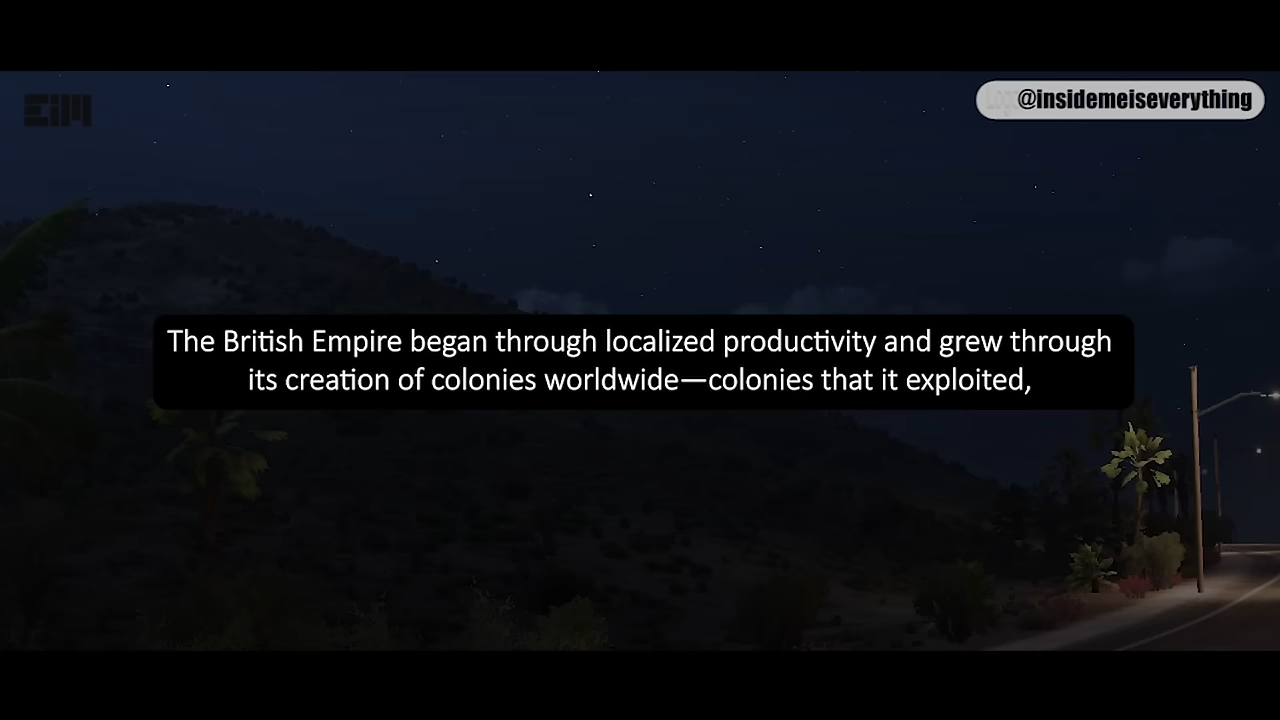 EIM
@insidemeiseverything
The British Empire began through localized productivity and grew through
its creation of colonies worldwide—colonies that it exploited,